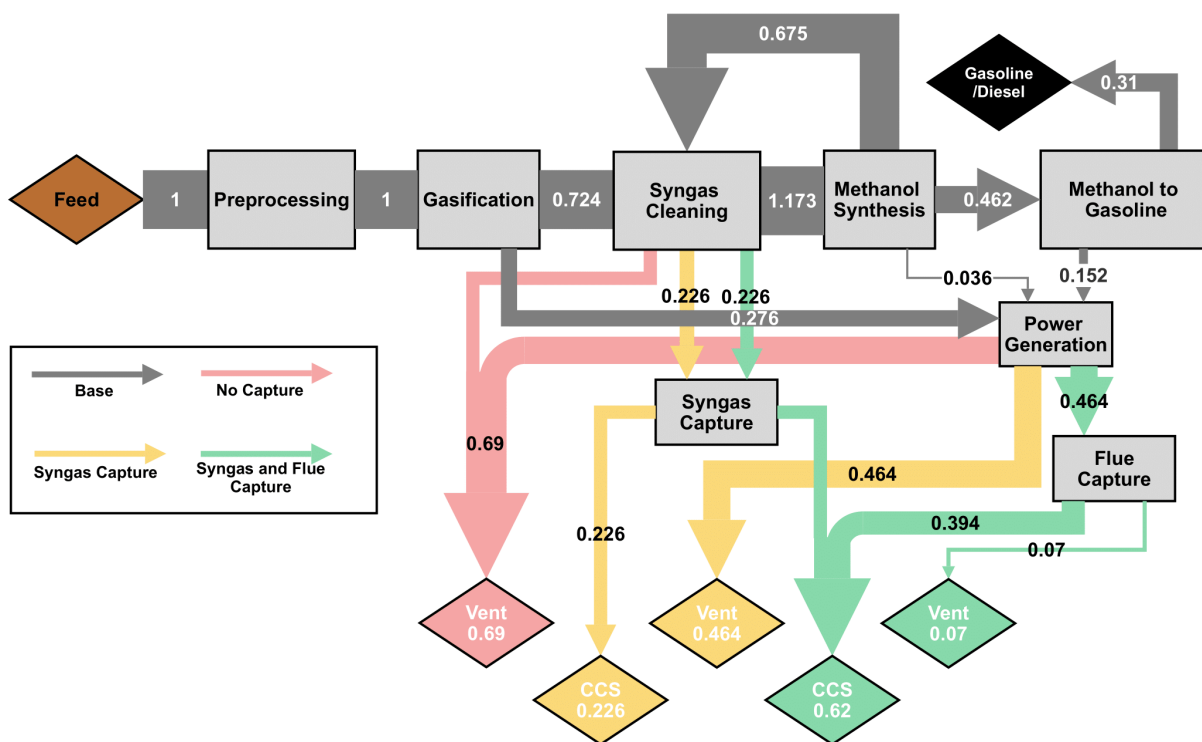 0.675
Gasoline
/Diesel
0.31
Feed
1
Preprocessing
1
Gasification
0.724
Syngas
Cleaning
1.173
Methanol
Synthesis
0.462
Methanol to
Gasoline
0.036
0.152
0.226
0.226
0.276
Power
Generation
Base
No Capture
Syngas Capture
Syngas and Flue
Capture
0.69
Syngas
Capture
0.464
Flue
Capture
0.464
0.226
0.394
0.07
Vent
0.69
Vent
0.464
Vent
0.07
CCS
0.226
CCS
0.62